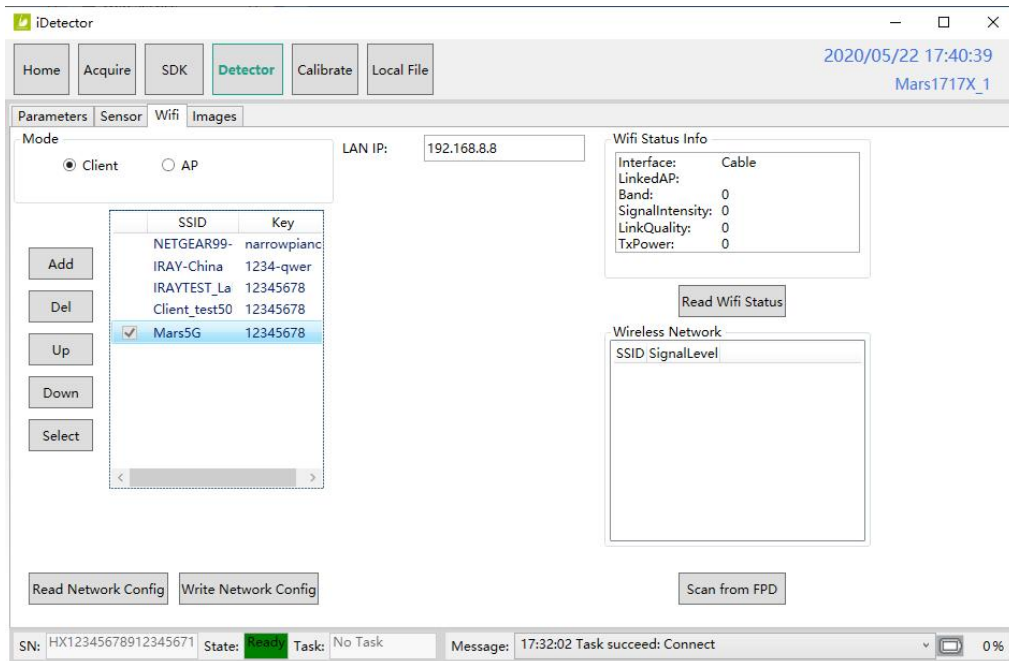 iDetector
Home Acquire SDK Detector Calibrate Local File
2020/05/22 17:40:39
Mars1717X_1
Parameters Sensor Wifi Images
Mode
Client AP
LAN IP: 192.168.8.8
Wifi Status Info
Interface: Cable
LinkedAP:
Band: 0
SignalIntensity: 0
LinkQuality: 0
TxPower: 0
SSID Key
NETGEAR99- narrowpianc
IRAY-China 1234-qwer
IRAYTEST_La 12345678
Client_test50 12345678
Mars5G 12345678
Add
Del
Up
Down
Select
Read Wifi Status
Wireless Network
SSID SignalLevel
Read Network Config Write Network Config
Scan from FPD
SN: HX12345678912345671 State: Ready Task: No Task Message: 17:32:02 Task succeed: Connect 0%